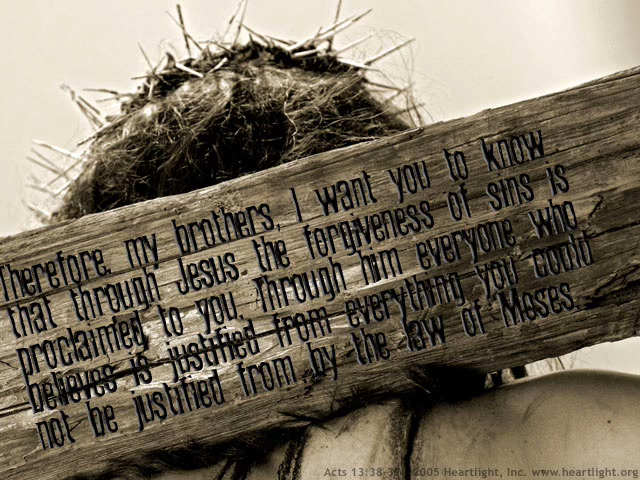 Therefore, my brothers, I want you to know
that through Jesus the forgiveness of sins is
proclaimed to you. Through him everyone who
believes is justified from everything you could
not be justified from by the law of Moses.
Acts 13:38-39 2005 Heartlight, Inc. www.heartlight.org